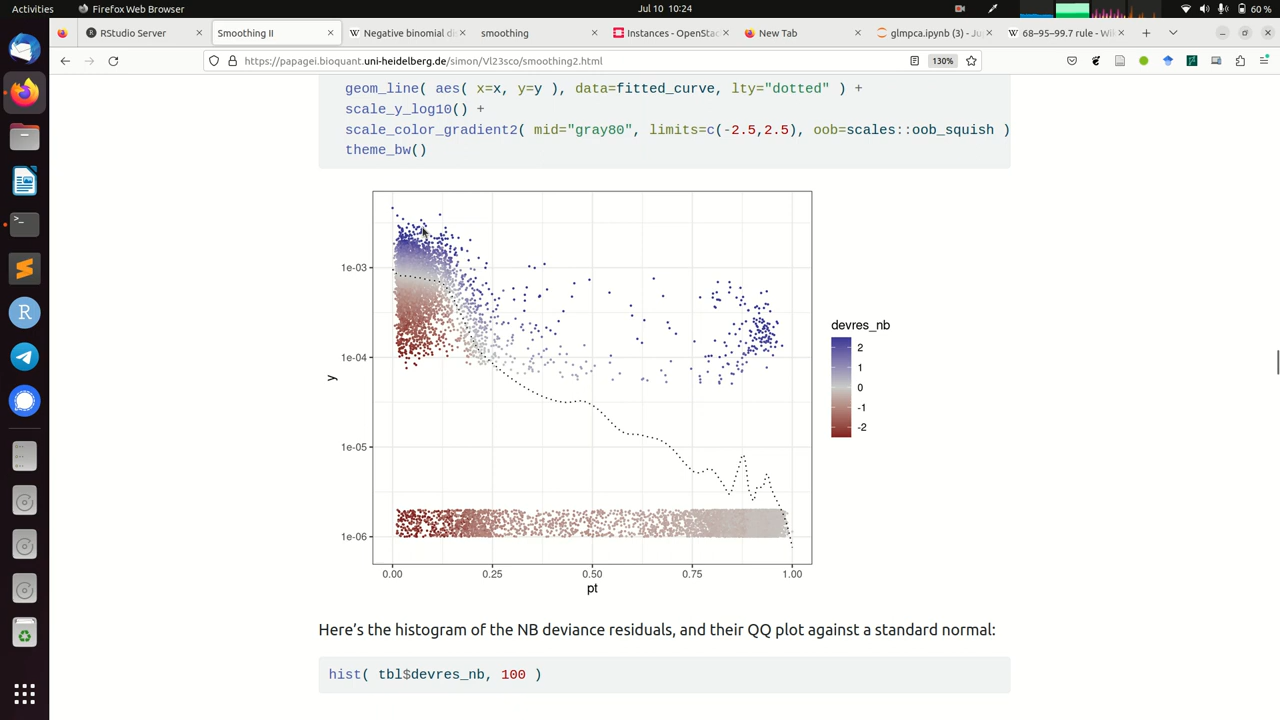 Activities
Firefox Web Browser
Jul 10 10:24
60 %
RStudio Server
Smoothing II
Negative binomial dis
smoothing
Instances - OpenStac
New Tab
glmpca.ipynb (3) - Ju
68–95–99.7 rule - Wi
https://papagei.bioquant.uni-heidelberg.de/simon/Vl23sco/smoothing2.html
130%
geom_line( aes( x=x, y=y ), data=fitted_curve, lty="dotted" ) +
scale_y_log10() +
scale_color_gradient2( mid="gray80", limits=c(-2.5,2.5), oob=scales::oob_squish )
theme_bw()
1e-03
1e-04
1e-05
1e-06
y
0.00 0.25 0.50 0.75 1.00
pt
devres_nb
2
1
0
-1
-2
Here’s the histogram of the NB deviance residuals, and their QQ plot against a standard normal:
hist( tbl$devres_nb, 100 )